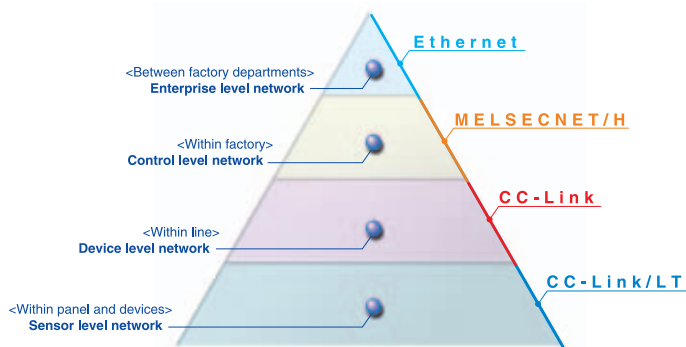 Ethernet
<Between factory departments>
Enterprise level network
MELSECNET/H
<Within factory>
Control level network
CC-Link
<Within line>
Device level network
CC-Link/LT
<Within panel and devices>
Sensor level network